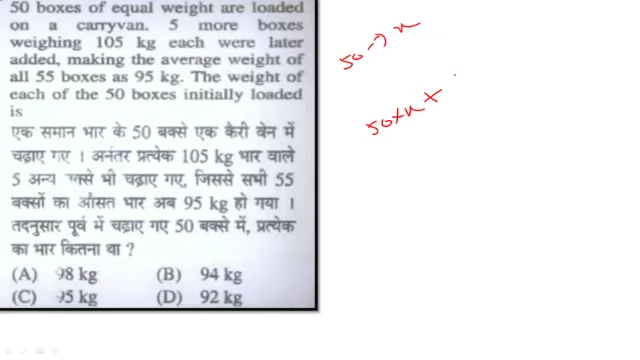 50 boxes of equal weight are loaded
on a carryvan. 5 more boxes
weighing 105 kg each were later
added, making the average weight of
all 55 boxes as 95 kg. The weight of
each of the 50 boxes initially loaded
is
एक समान भार के 50 बक्से एक कैरी वेन में
चढ़ाए गए । अनंतर प्रत्येक 105 kg भार वाले
5 अन्य बक्से भी चढ़ाए गए, जिससे सभी 55
बक्सों का औसत भार अब 95 kg हो गया ।
तदनुसार पूर्व में चढ़ाए गए 50 बक्से में, प्रत्येक
का भार कितना था ?
(A) 98 kg (B) 94 kg
(C) 95 kg (D) 92 kg
50 → x
50 × x +